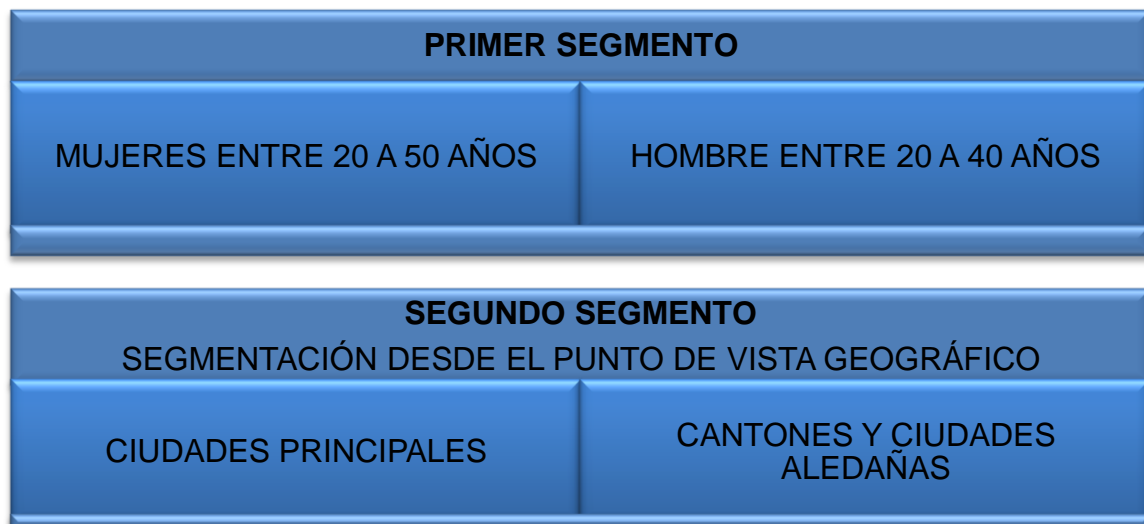 PRIMER SEGMENTO
MUJERES ENTRE 20 A 50 AÑOS
HOMBRE ENTRE 20 A 40 AÑOS
SEGUNDO SEGMENTO
SEGMENTACIÓN DESDE EL PUNTO DE VISTA GEOGRÁFICO
CIUDADES PRINCIPALES
CANTONES Y CIUDADES
ALEDAÑAS